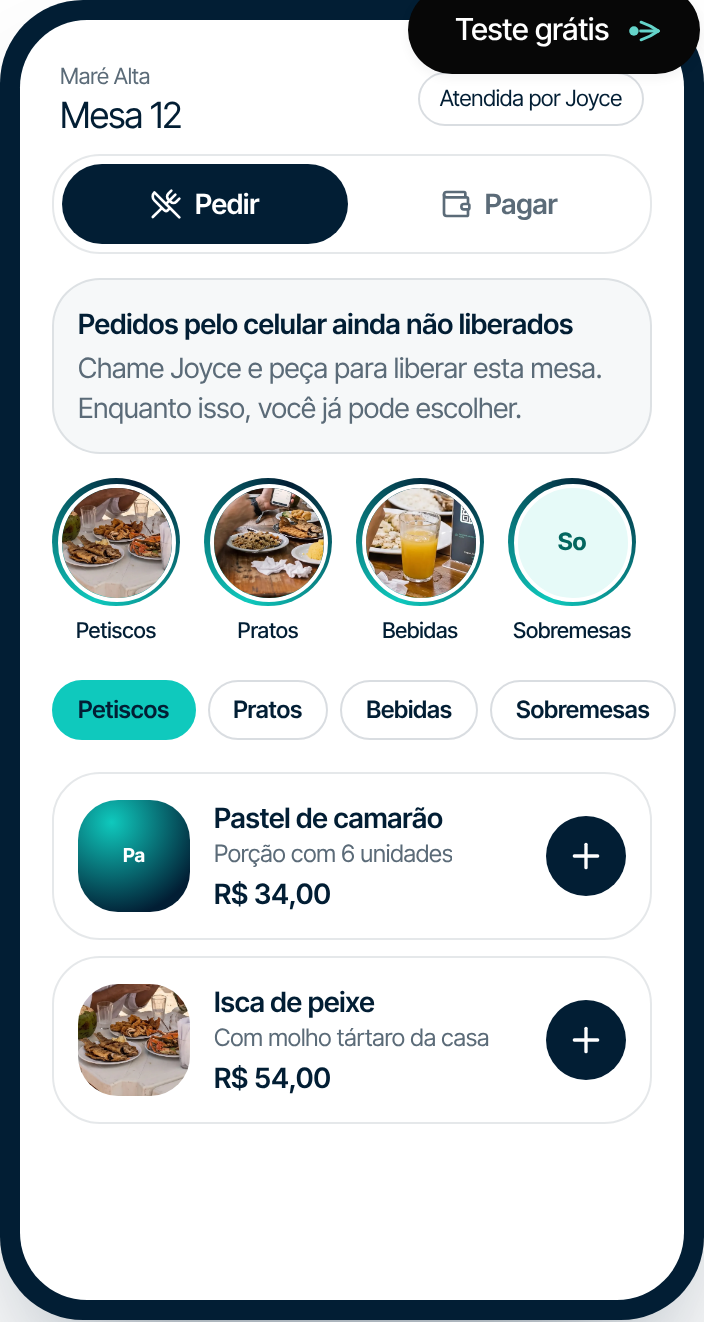 Teste grátis
Maré Alta
Mesa 12
Atendida por Joyce
Pedir
Pagar
Pedidos pelo celular ainda não liberados
Chame Joyce e peça para liberar esta mesa.
Enquanto isso, você já pode escolher.
So
Petiscos
Pratos
Bebidas
Sobremesas
Petiscos
Pratos
Bebidas
Sobremesas
Pa
Pastel de camarão
Porção com 6 unidades
R$ 34,00
Isca de peixe
Com molho tártaro da casa
R$ 54,00